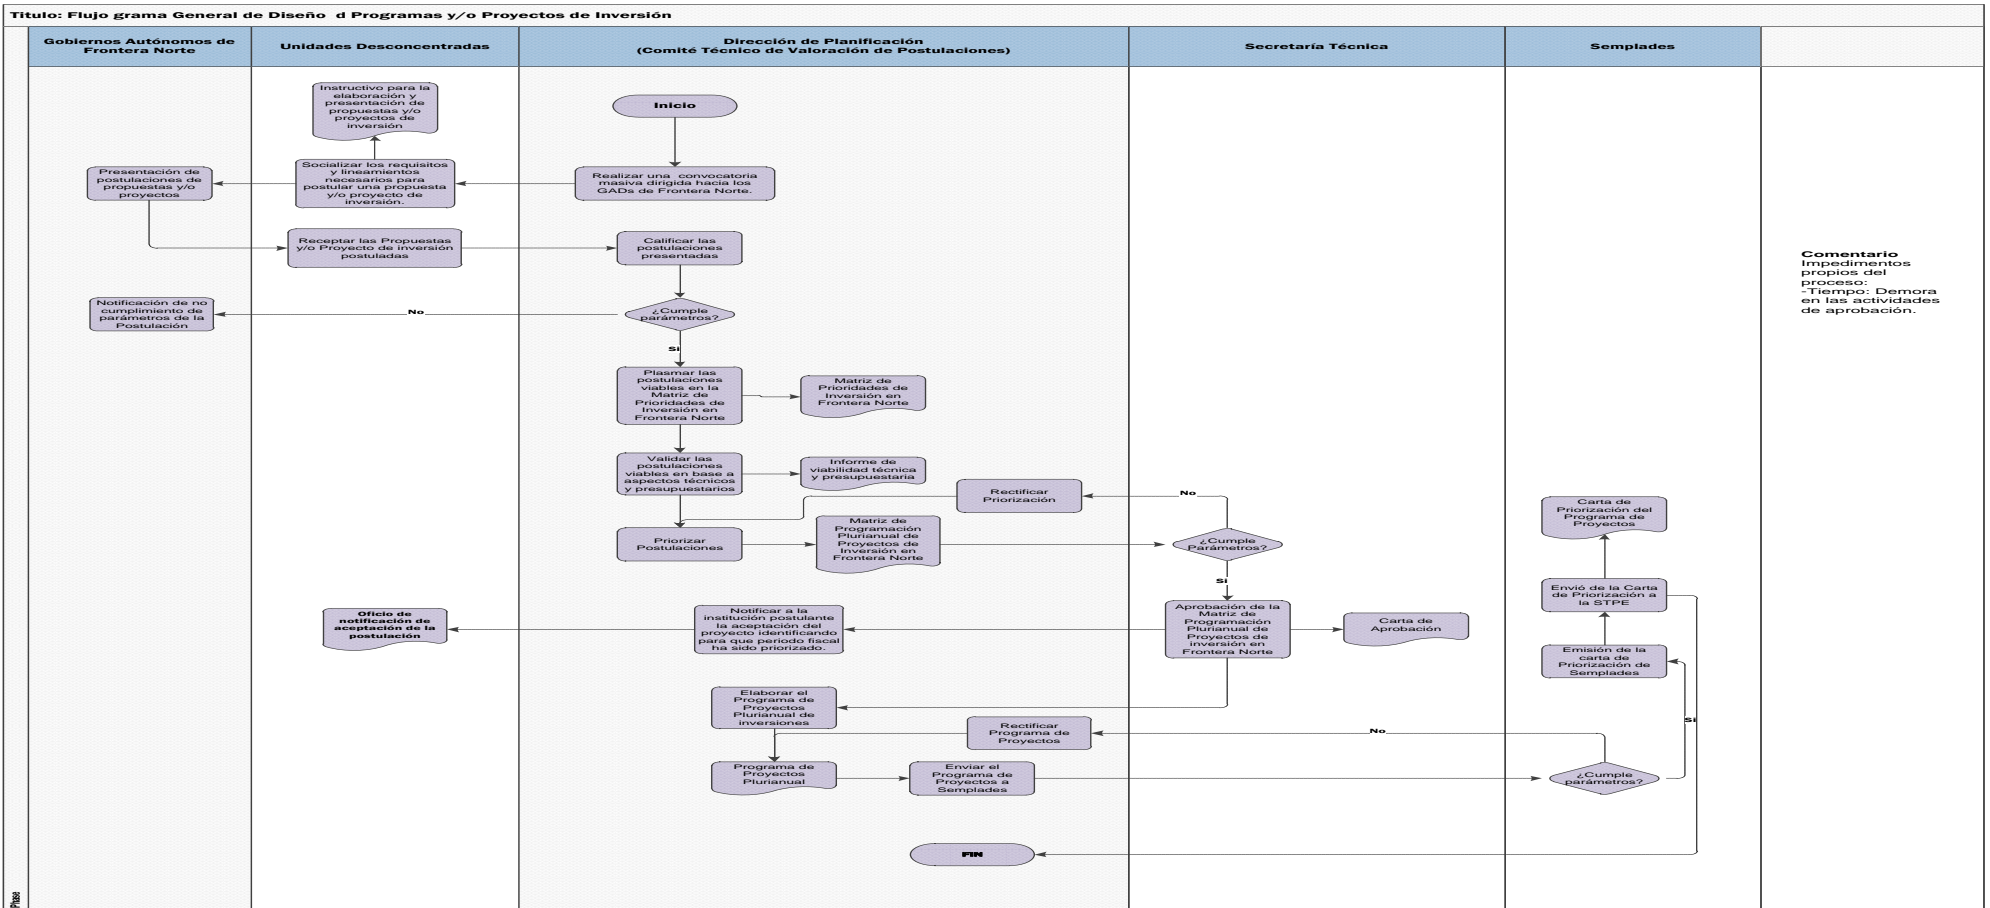 Titulo: Flujo grama General de Diseño d Programas y/o Proyectos de Inversión
Gobiernos Autónomos de
Frontera Norte
Unidades Desconcentradas
Dirección de Planificación
(Comité Técnico de Valoración de Postulaciones)
Secretaría Técnica
Semplades
Instructivo para la
elaboración y
presentación de
propuestas y/o
proyectos de
inversión
Inicio
Presentación de
postulaciones de
propuestas y/o
proyectos
Socializar los requisitos
y lineamientos
necesarios para
postular una propuesta
y/o proyecto de
inversión.
Realizar una convocatoria
masiva dirigida hacia los
GADs de Frontera Norte.
Receptar las Propuestas
y/o Proyecto de inversión
postuladas
Calificar las
postulaciones
presentadas
Comentario
Impedimentos
propios del
proceso:
-Tiempo: Demora
en las actividades
de aprobación.
Notificación de no
cumplimiento de
parámetros de la
Postulación
No
¿Cumple
parámetros?
Si
Plasmar las
postulaciones
viables en la
Matriz de
Prioridades de
Inversión en
Frontera Norte
Matriz de
Prioridades de
Inversión en
Frontera Norte
Validar las
postulaciones
viables en base a
aspectos técnicos
y presupuestarios
Informe de
viabilidad técnica
y presupuestaria
Rectificar
Priorización
No
Carta de
Priorización del
Programa de
Proyectos
Priorizar
Postulaciones
Matriz de
Programación
Plurianual de
Proyectos de
Inversión en
Frontera Norte
¿Cumple
Parámetros?
Si
Envió de la Carta
de Priorización a
la STPE
Oficio de
notificación de
aceptación de la
postulación
Notificar a la
institución postulante
la aceptación del
proyecto identificando
para que periodo fiscal
ha sido priorizado.
Aprobación de la
Matriz de
Programación
Plurianual de
Proyectos de
inversión en
Frontera Norte
Carta de
Aprobación
Emisión de la
carta de
Priorización de
Semplades
Elaborar el
Programa de
Proyectos
Plurianual de
inversiones
Rectificar
Programa de
Proyectos
No
Si
Programa de
Proyectos
Plurianual
Enviar el
Programa de
Proyectos a
Semplades
¿Cumple
parámetros?
FIN
Phase